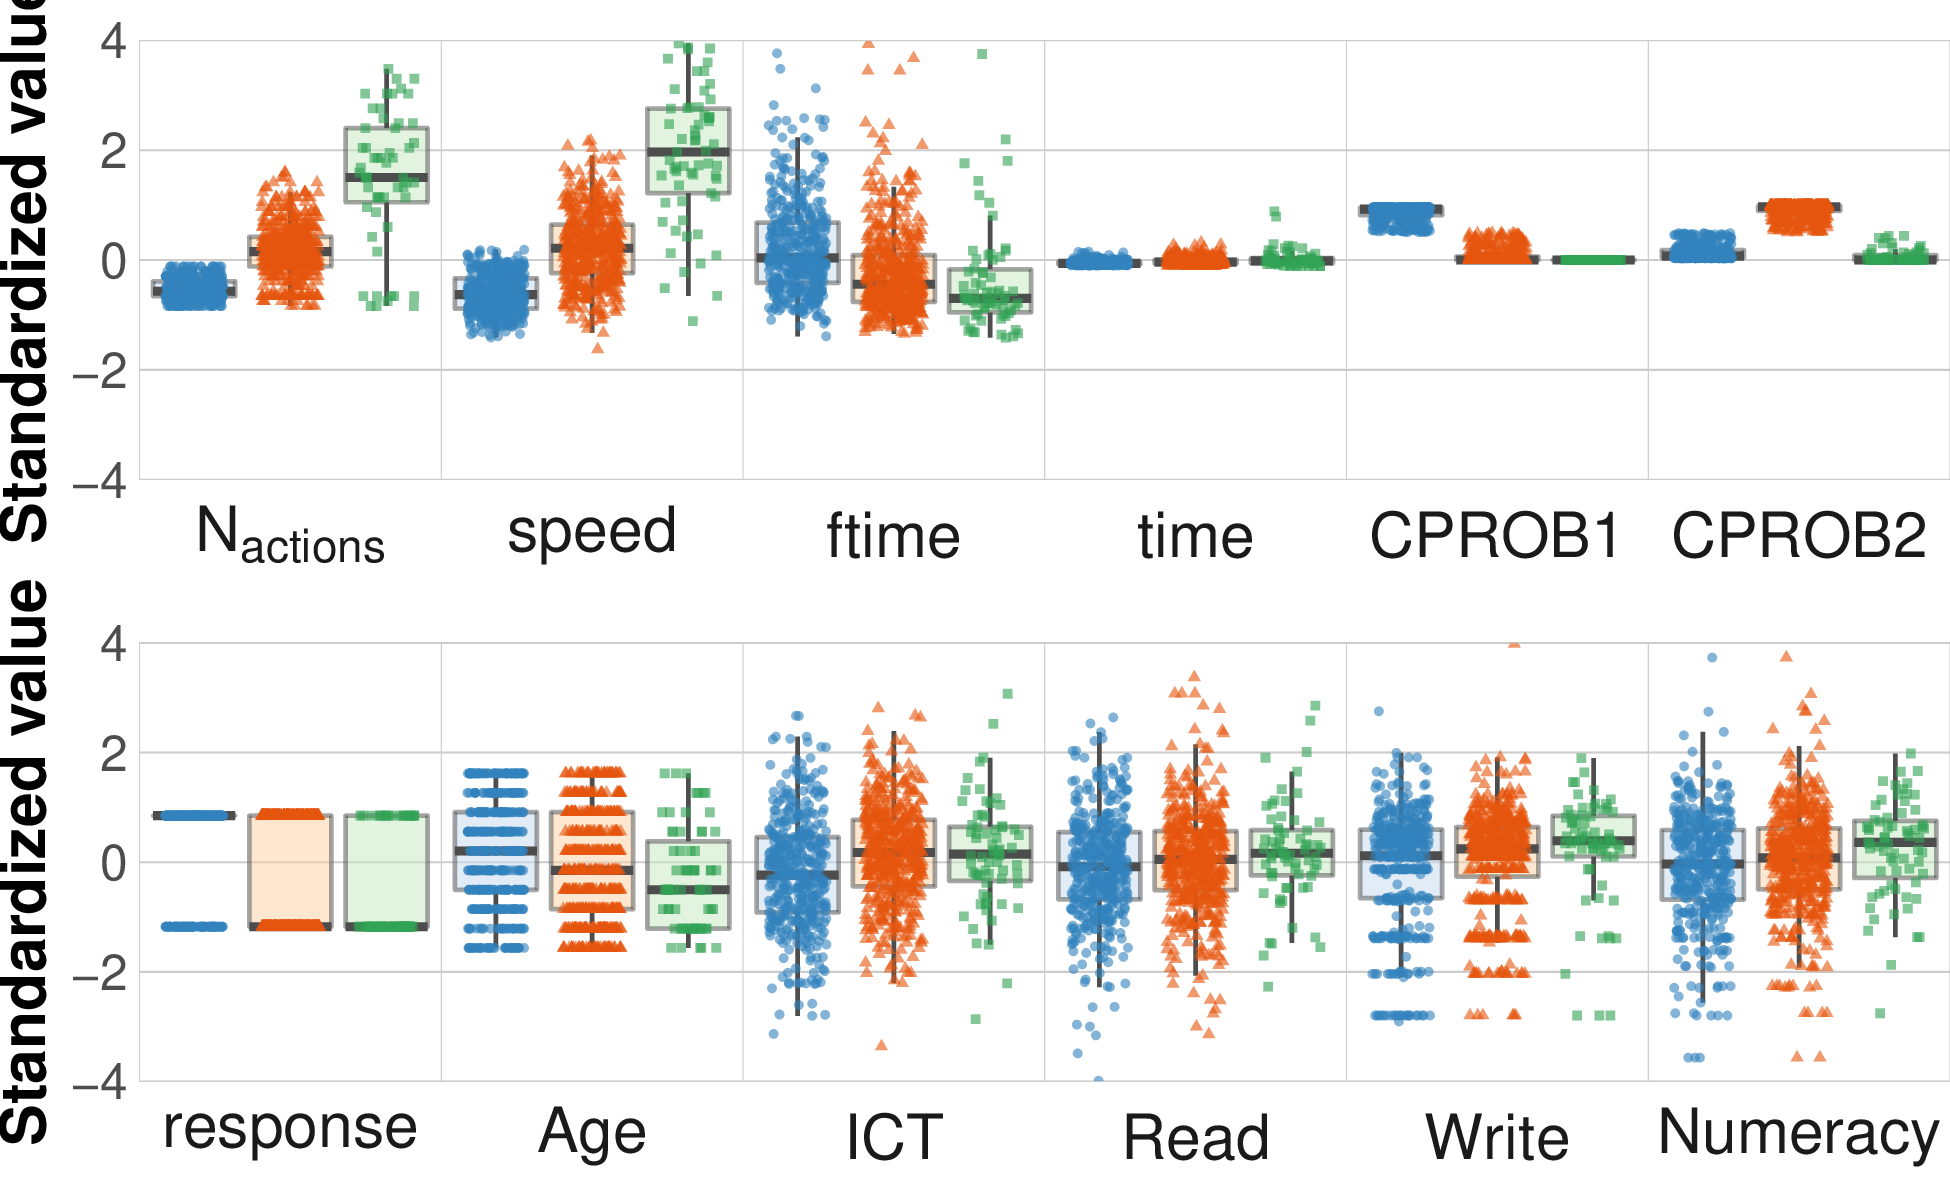 Standardized value
4
2
0
−2
−4
Nactions speed ftime time CPROB1 CPROB2
Standardized value
4
2
0
−2
−4
response Age ICT Read Write Numeracy